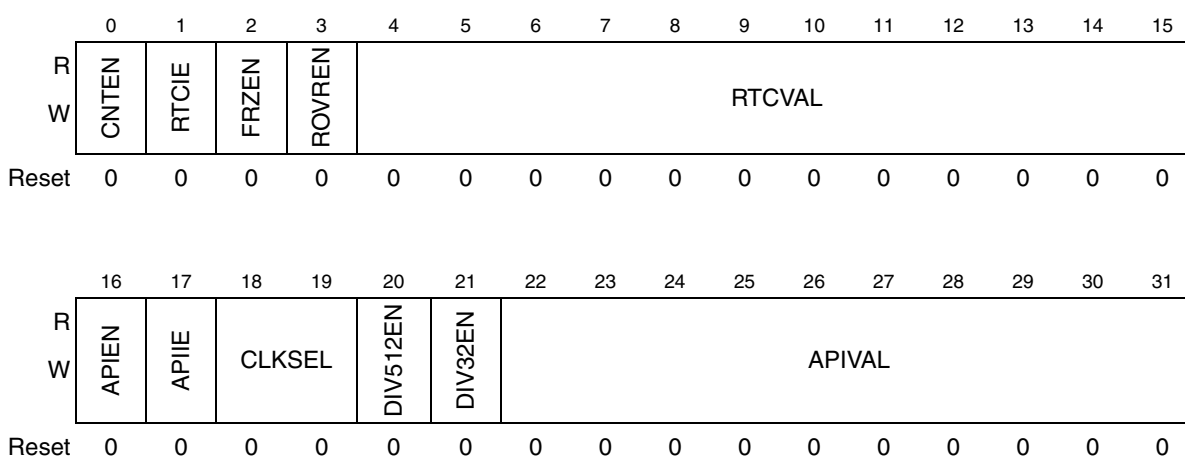 0 1 2 3 4 5 6 7 8 9 10 11 12 13 14 15
R
W
CNTEN RTCIE FRZEN ROVREN RTCVAL
Reset 0 0 0 0 0 0 0 0 0 0 0 0 0 0 0 0
16 17 18 19 20 21 22 23 24 25 26 27 28 29 30 31
R
W
APIEN APIIE CLKSEL DIV512EN DIV32EN APIVAL
Reset 0 0 0 0 0 0 0 0 0 0 0 0 0 0 0 0